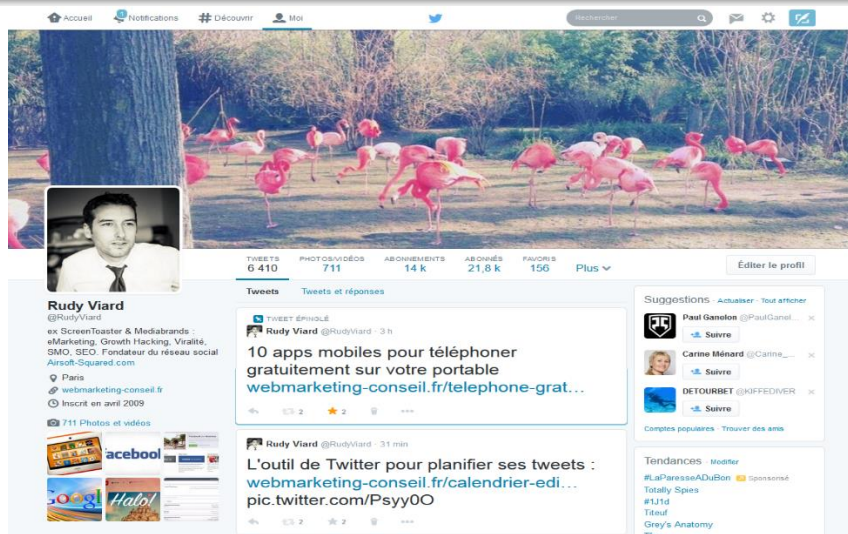 Accueil
1
Notifications
Découvrir
Moi
Rechercher
TWEETS
6 410
PHOTOS/VIDÉOS
711
ABONNEMENTS
14 k
ABONNÉS
21,8 k
FAVORIS
156
Plus
Éditer le profil
Rudy Viard
@RudyViard
ex ScreenToaster & Mediabrands :
eMarketing, Growth Hacking, Viralité,
SMO, SEO. Fondateur du réseau social
Airsoft-Squared.com
Paris
webmarketing-conseil.fr
Inscrit en avril 2009
711 Photos et vidéos
acebool
Googl
Halo!
Tweets
Tweets et réponses
TWEET ÉPINGLÉ
Rudy Viard @RudyViard · 3 h
10 apps mobiles pour téléphoner
gratuitement sur votre portable
webmarketing-conseil.fr/telephone-grat…
2
2
Rudy Viard @RudyViard · 31 min
L'outil de Twitter pour planifier ses tweets :
webmarketing-conseil.fr/calendrier-edi…
pic.twitter.com/Psyy0O
2
2
Suggestions · Actualiser · Tout afficher
Paul Ganelon @PaulGanel...
Suivre
Carine Ménard @Carine_...
Suivre
DETOURBET @KIFFEDIVER
Suivre
Comptes populaires · Trouver des amis
Tendances · Modifier
#LaParesseADuBon Sponsorisé
Totally Spies
#1J1d
Titeuf
Grey's Anatomy